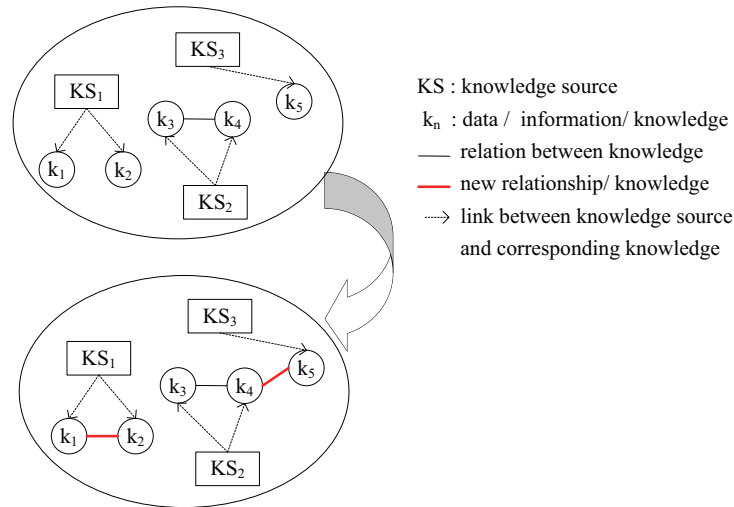 KS₃
KS₁
k₅
k₃ k₄
k₁ k₂
KS₂
KS : knowledge source
kₙ : data / information/ knowledge
relation between knowledge
new relationship/ knowledge
link between knowledge source
and corresponding knowledge
KS₃
KS₁
k₅
k₃ k₄
k₁ k₂
KS₂